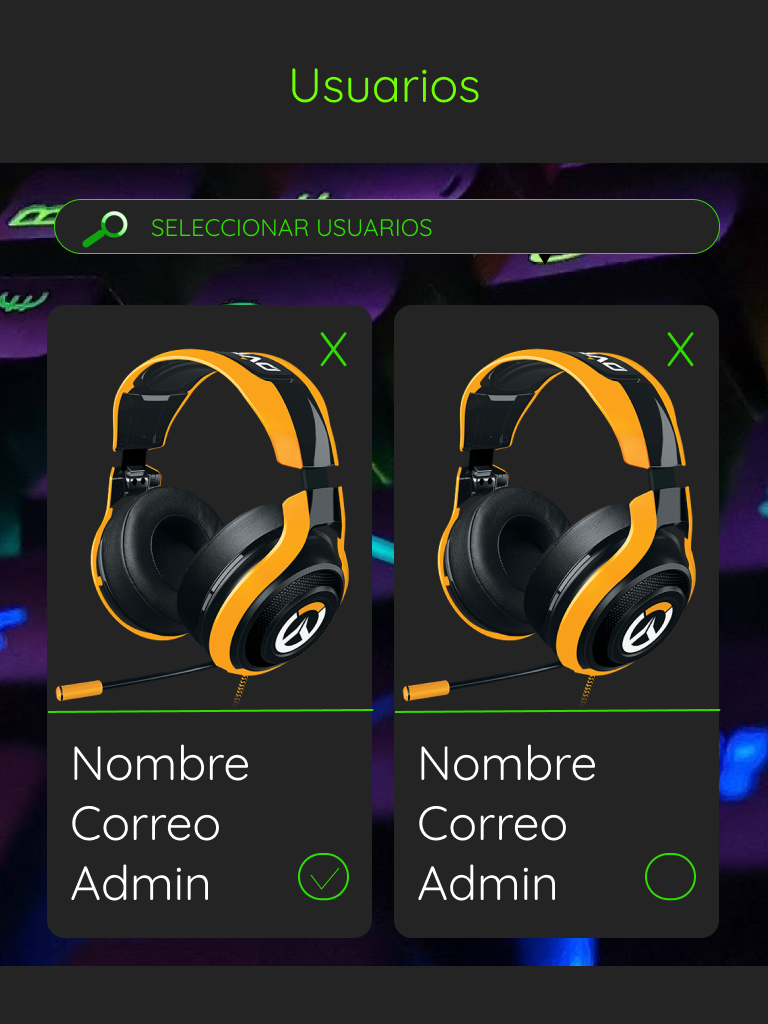 Usuarios
SELECCIONAR USUARIOS
X
X
Nombre
Correo
Admin
Nombre
Correo
Admin